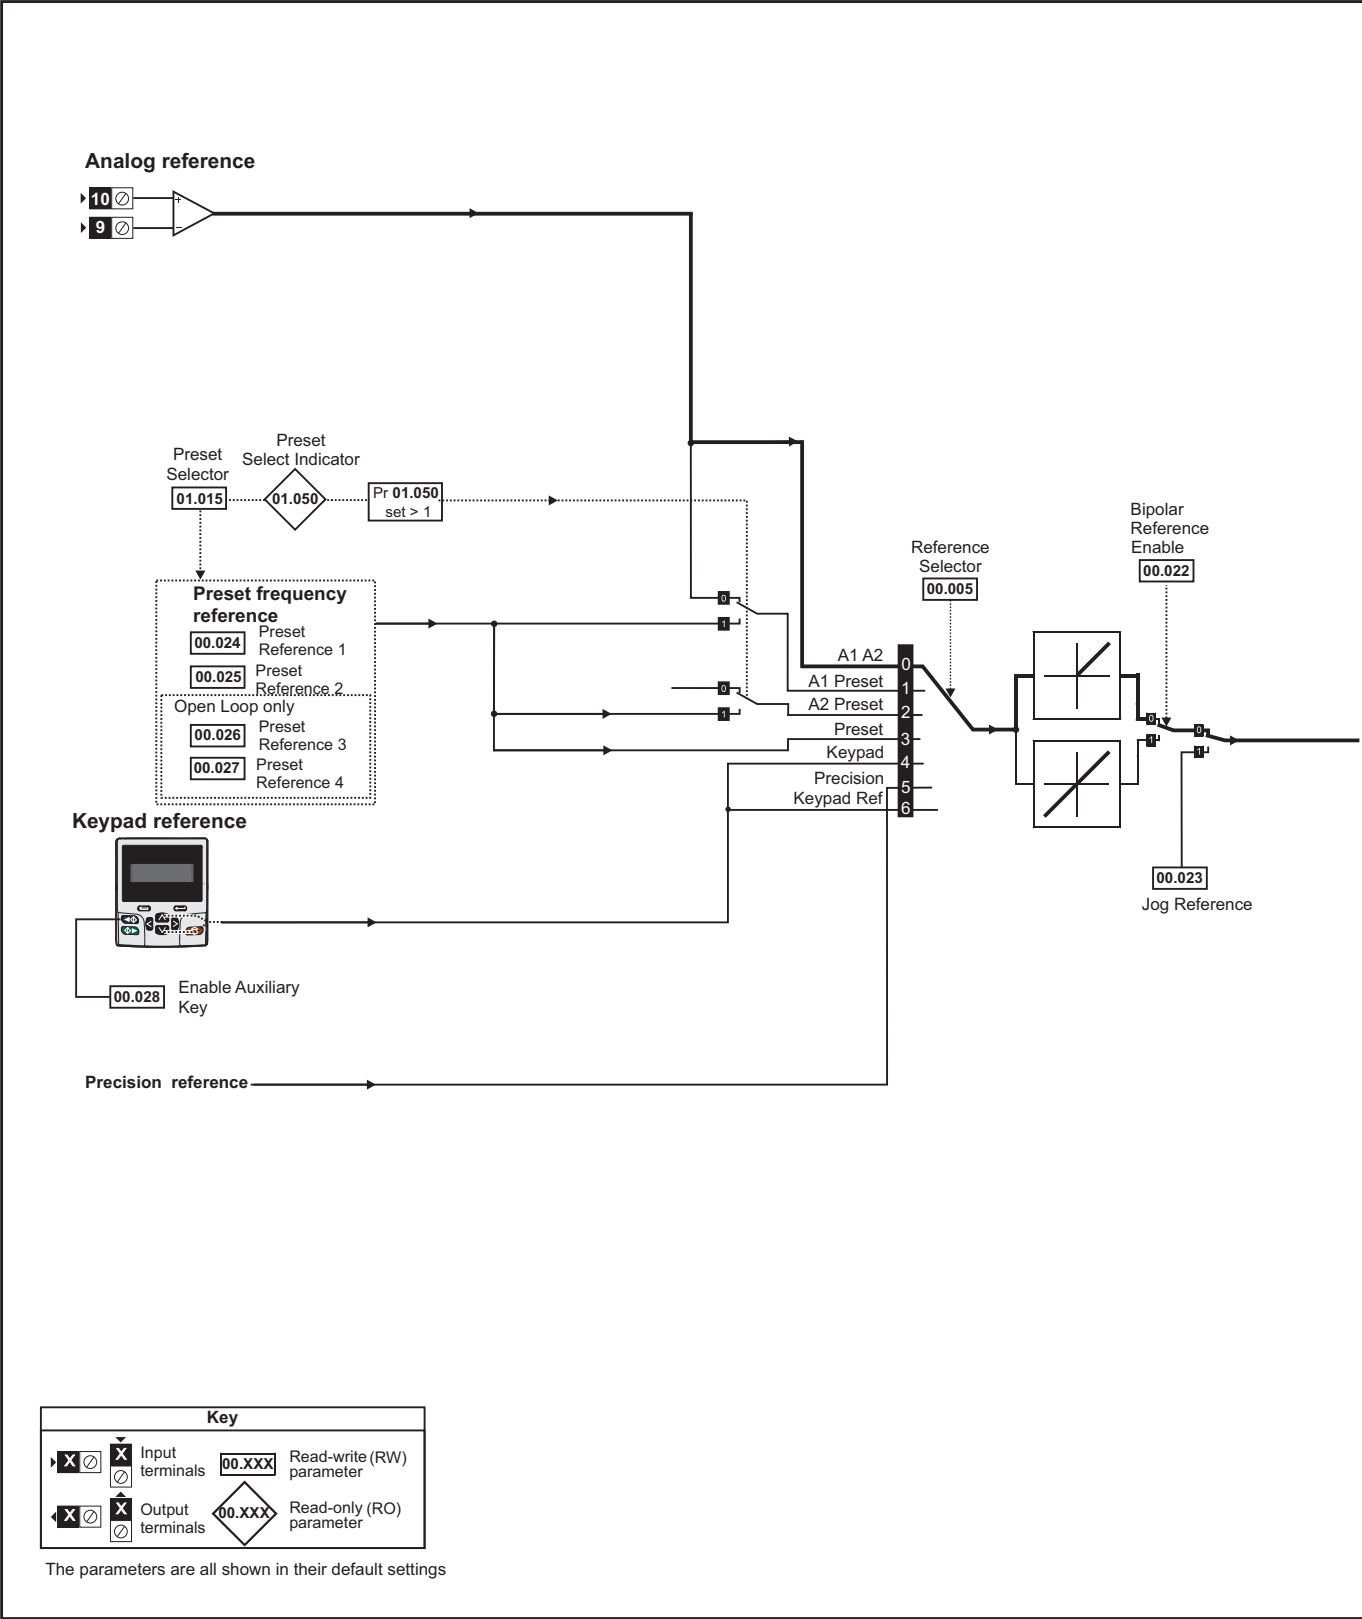 Analog reference
10
+
9
−
Preset
Selector
01.015
Preset
Select Indicator
01.050
Pr 01.050
set > 1
Preset frequency
reference
00.024
Preset
Reference 1
00.025
Preset
Reference 2
Open Loop only
00.026
Preset
Reference 3
00.027
Preset
Reference 4
0
1
0
1
A1 A2
0
A1 Preset
1
A2 Preset
2
Preset
3
Keypad
4
Precision
5
Keypad Ref
6
Reference
Selector
00.005
Bipolar
Reference
Enable
00.022
0
1
0
1
00.023
Jog Reference
Keypad reference
00.028
Enable Auxiliary
Key
Precision reference
Key
X
X
Input
terminals
00.XXX
Read-write (RW)
parameter
X
X
Output
terminals
00.XXX
Read-only (RO)
parameter
The parameters are all shown in their default settings